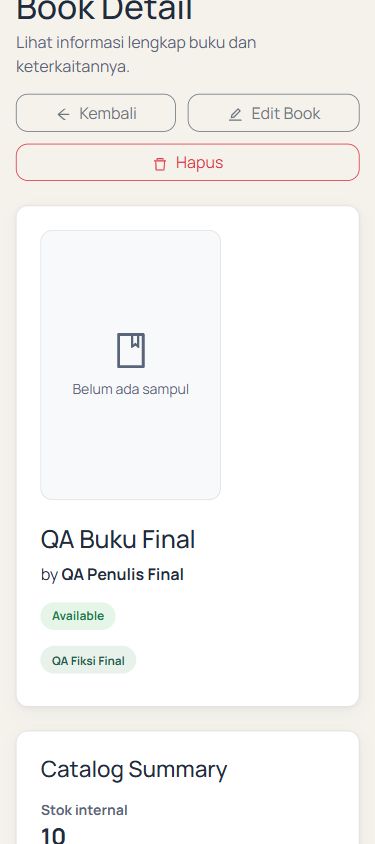 Book Detail
Lihat informasi lengkap buku dan
keterkaitannya.
Kembali
Edit Book
Hapus
Belum ada sampul
QA Buku Final
by QA Penulis Final
Available
QA Fiksi Final
Catalog Summary
Stok internal
10